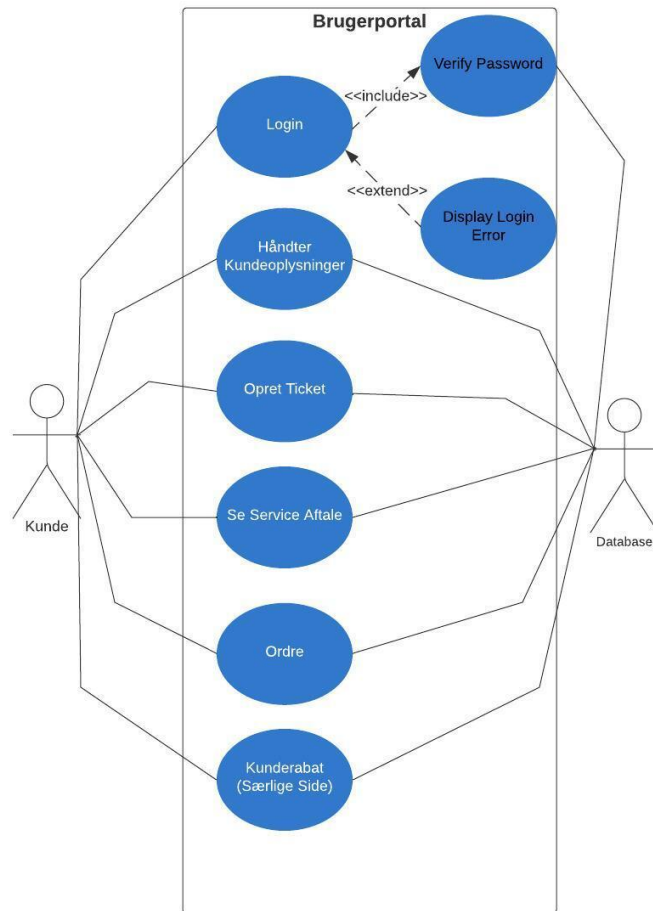 Brugerportal
Verify Password
<<include>>
Login
<<extend>>
Display Login
Error
Håndter
Kundeoplysninger
Opret Ticket
Se Service Aftale
Kunde
Database
Ordre
Kunderabat
(Særlige Side)